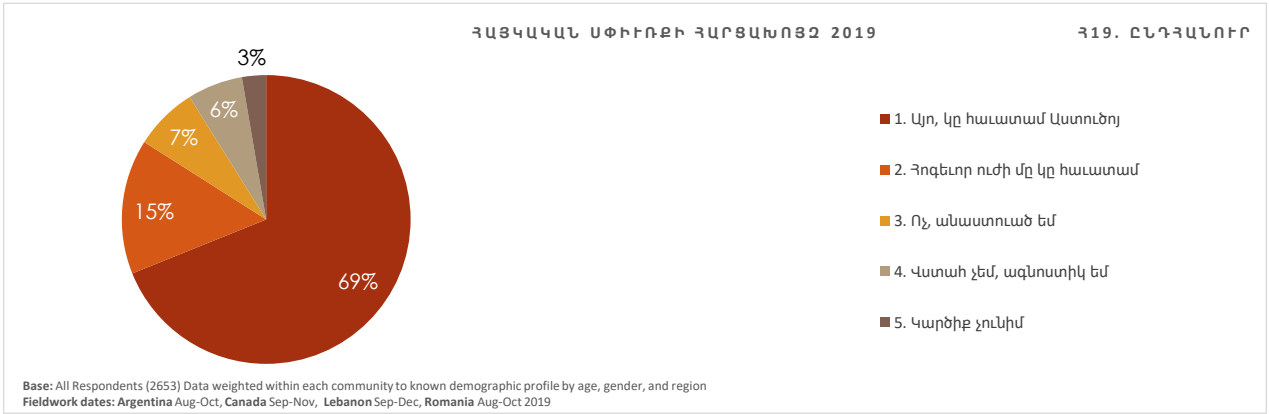 ՀԱՅԿԱԿԱՆ ՍՓԻՒՌՔԻ ՀԱՐՑԱԽՈՅԶ 2019
Հ19. ԸՆԴՀԱՆՈՒՐ
3%
6%
7%
15%
69%
1. Այո, կը հաւատամ Աստուծոյ
2. Հոգեւոր ուժի մը կը հաւատամ
3. Ոչ, անաստուած եմ
4. Վստահ չեմ, ագնոստիկ եմ
5. Կարծիք չունիմ
Base: All Respondents (2653) Data weighted within each community to known demographic profile by age, gender, and region
Fieldwork dates: Argentina Aug-Oct, Canada Sep-Nov, Lebanon Sep-Dec, Romania Aug-Oct 2019